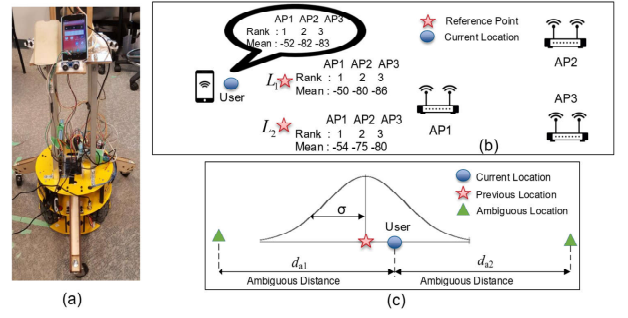 AP1 AP2 AP3
Rank : 1 2 3
Mean : -52 -82 -83
User
L1
AP1 AP2 AP3
Rank : 1 2 3
Mean : -50 -80 -86
L2
AP1 AP2 AP3
Rank : 1 2 3
Mean : -54 -75 -80
Reference Point
Current Location
AP2
AP1
AP3
(b)
σ
User
Current Location
Previous Location
Ambiguous Location
da1
da2
Ambiguous Distance
Ambiguous Distance
(a)
(c)